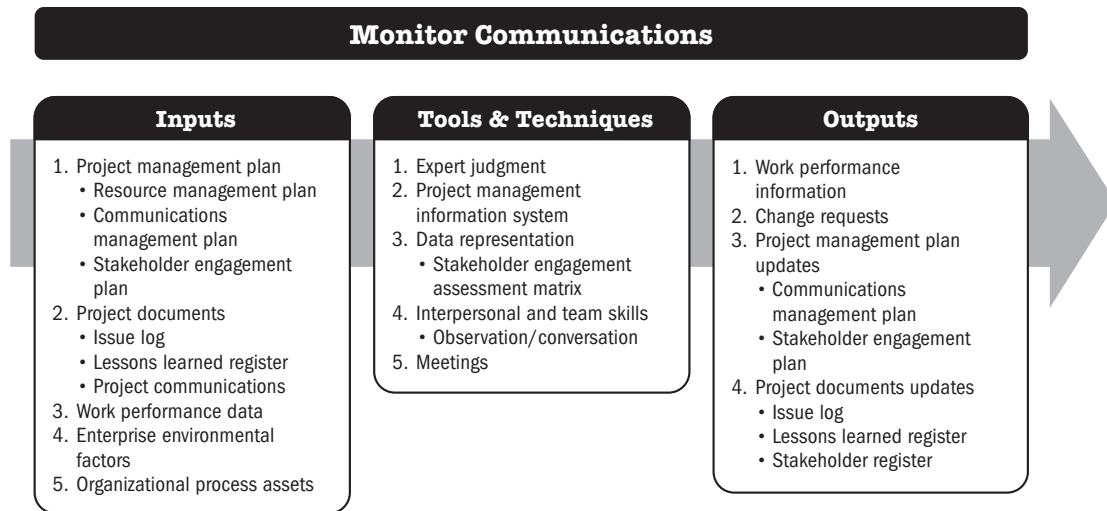 Monitor Communications
Inputs
1. Project management plan
• Resource management plan
• Communications
management plan
• Stakeholder engagement
plan
2. Project documents
• Issue log
• Lessons learned register
• Project communications
3. Work performance data
4. Enterprise environmental
factors
5. Organizational process assets
Tools & Techniques
1. Expert judgment
2. Project management
information system
3. Data representation
• Stakeholder engagement
assessment matrix
4. Interpersonal and team skills
• Observation/conversation
5. Meetings
Outputs
1. Work performance
information
2. Change requests
3. Project management plan
updates
• Communications
management plan
• Stakeholder engagement
plan
4. Project documents updates
• Issue log
• Lessons learned register
• Stakeholder register